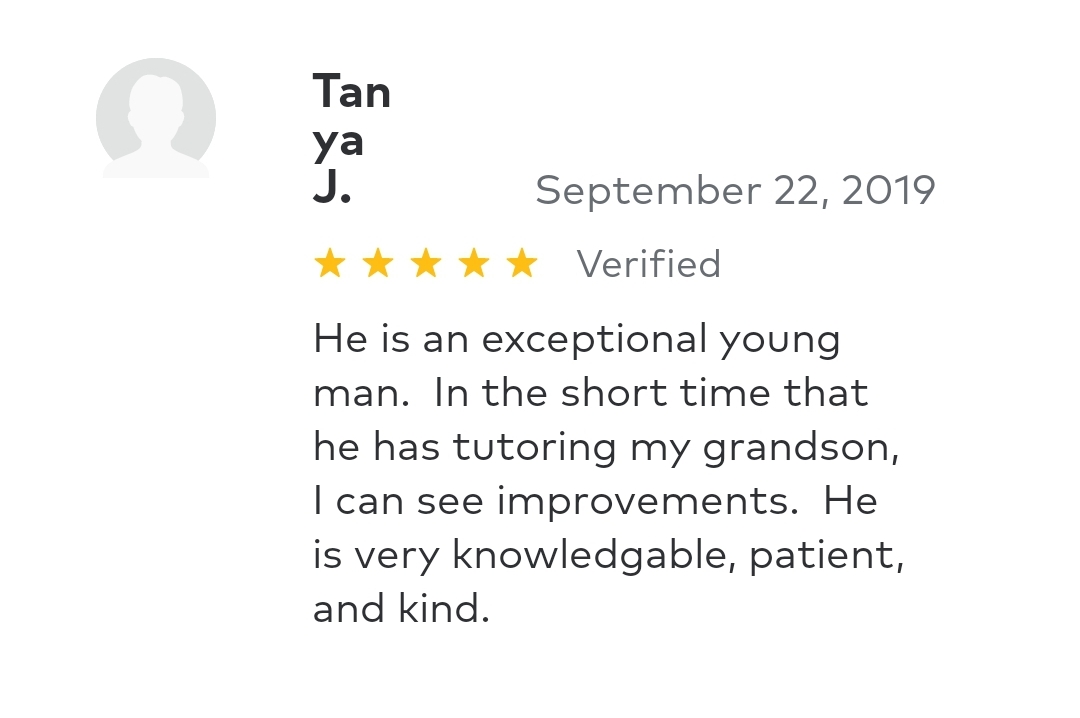 Tan
ya
J.
September 22, 2019
Verified
He is an exceptional young
man.  In the short time that
he has tutoring my grandson,
I can see improvements.  He
is very knowledgable, patient,
and kind.